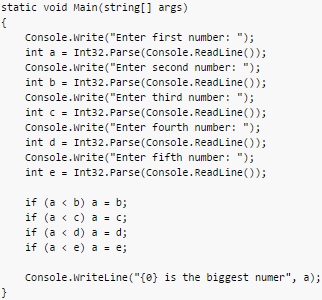 static void Main(string[] args)
{
    Console.Write("Enter first number: ");
    int a = Int32.Parse(Console.ReadLine());
    Console.Write("Enter second number: ");
    int b = Int32.Parse(Console.ReadLine());
    Console.Write("Enter third number: ");
    int c = Int32.Parse(Console.ReadLine());
    Console.Write("Enter fourth number: ");
    int d = Int32.Parse(Console.ReadLine());
    Console.Write("Enter fifth number: ");
    int e = Int32.Parse(Console.ReadLine());

    if (a < b) a = b;
    if (a < c) a = c;
    if (a < d) a = d;
    if (a < e) a = e;

    Console.WriteLine("{0} is the biggest numer", a);
}